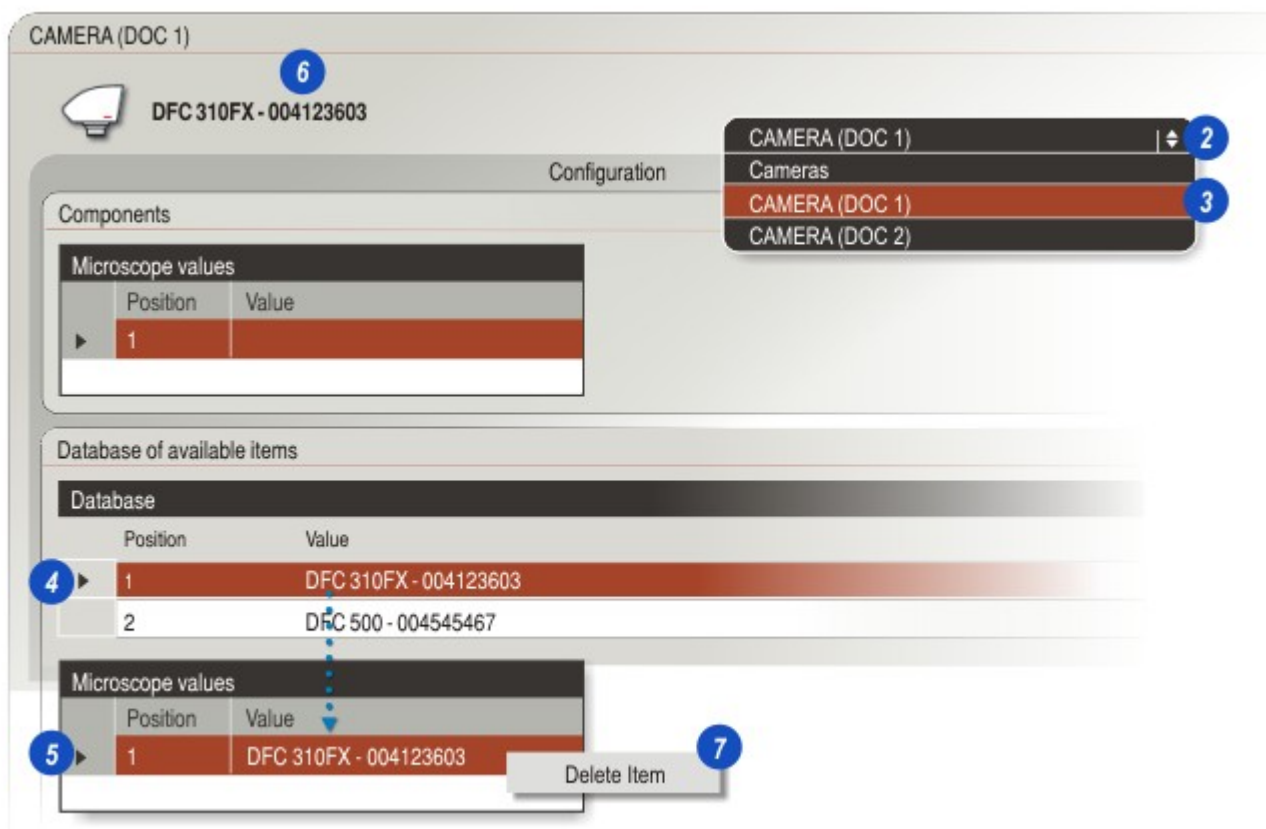 CAMERA (DOC 1)
6
DFC 310FX - 004123603
CAMERA (DOC 1)
2
Cameras
CAMERA (DOC 1)
3
CAMERA (DOC 2)
Configuration
Components
Microscope values
Position Value
1
Database of available items
Database
Position Value
4 1 DFC 310FX - 004123603
2 DFC 500 - 004545467
Microscope values
Position Value
5 1 DFC 310FX - 004123603
7
Delete Item